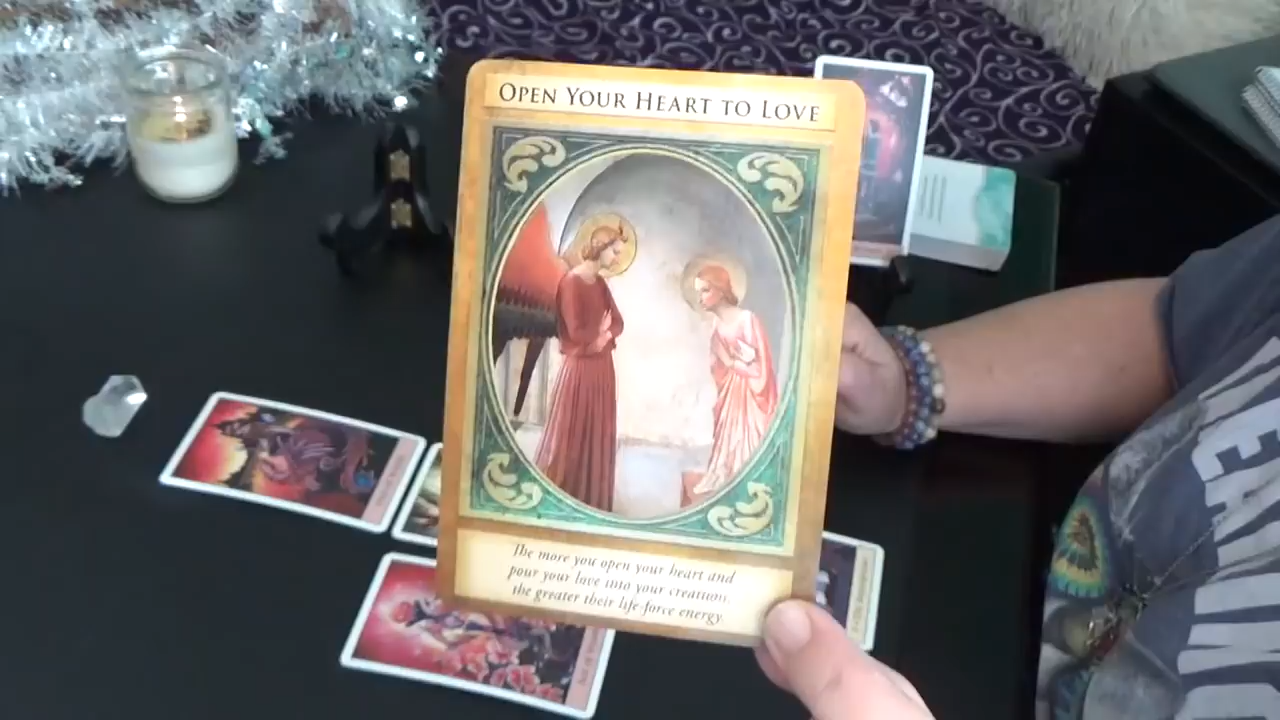 OPEN YOUR HEART TO LOVE
The more you open your heart and
pour your love into your creation,
the greater their life-force energy.